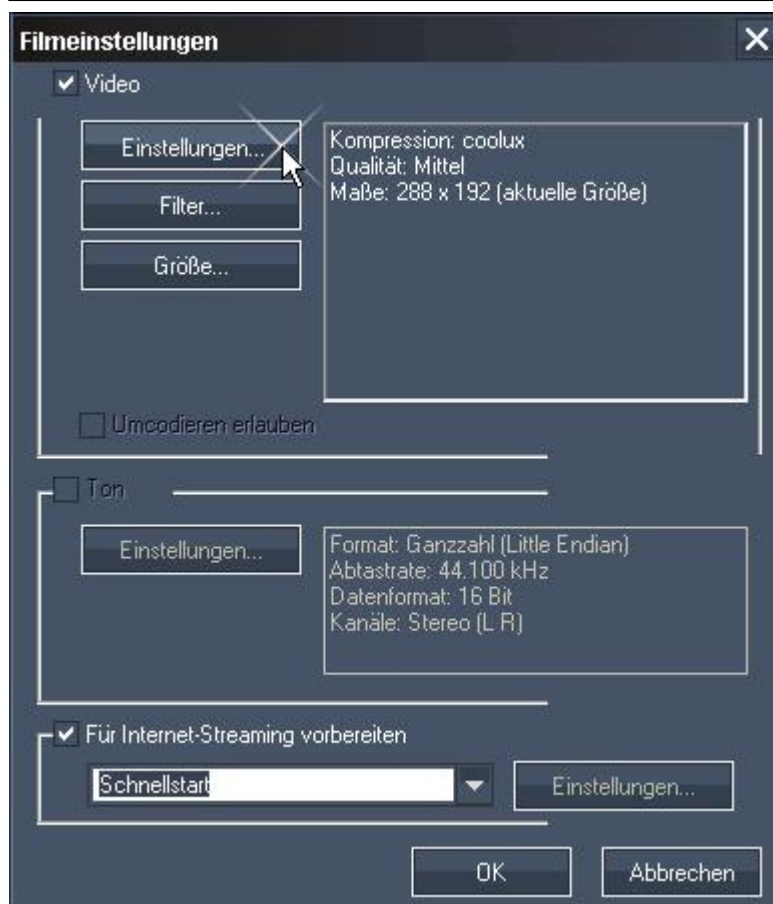 Filmeinstellungen
Video
Einstellungen...
Kompression: coolux
Qualität: Mittel
Maße: 288 x 192 (aktuelle Größe)
Filter...
Größe...
Umcodieren erlauben
Ton
Einstellungen...
Format: Ganzzahl (Little Endian)
Abtastrate: 44.100 kHz
Datenformat: 16 Bit
Kanäle: Stereo (L R)
Für Internet-Streaming vorbereiten
Schnellstart
Einstellungen...
OK
Abbrechen